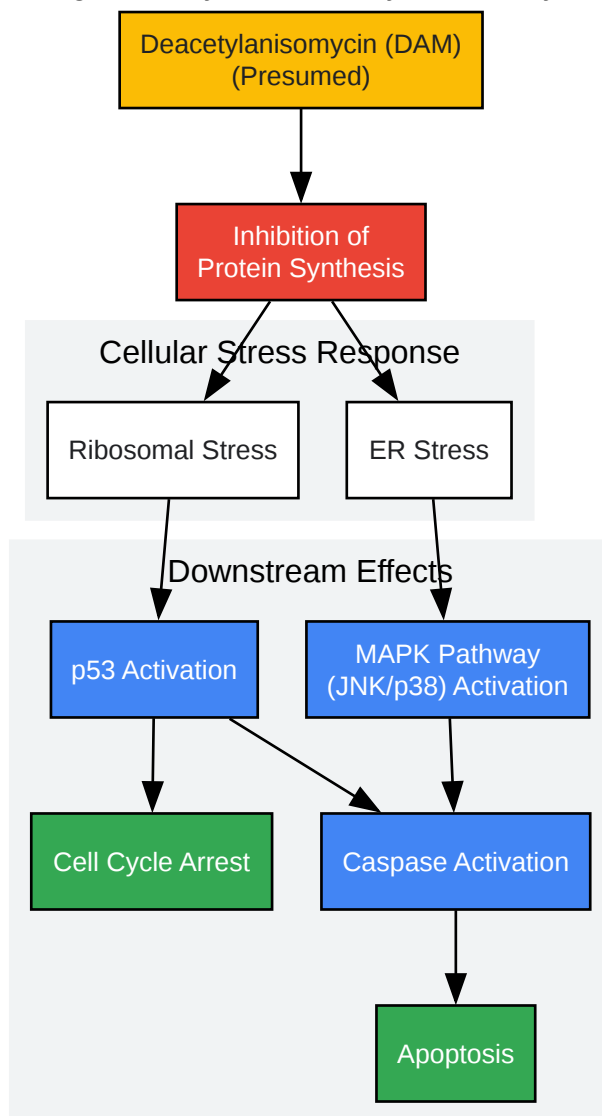 Deacetylanisomycin (DAM)
(Presumed)
Inhibition of
Protein Synthesis
Cellular Stress Response
Ribosomal Stress
ER Stress
Downstream Effects
p53 Activation
MAPK Pathway
(JNK/p38) Activation
Cell Cycle Arrest
Caspase Activation
Apoptosis